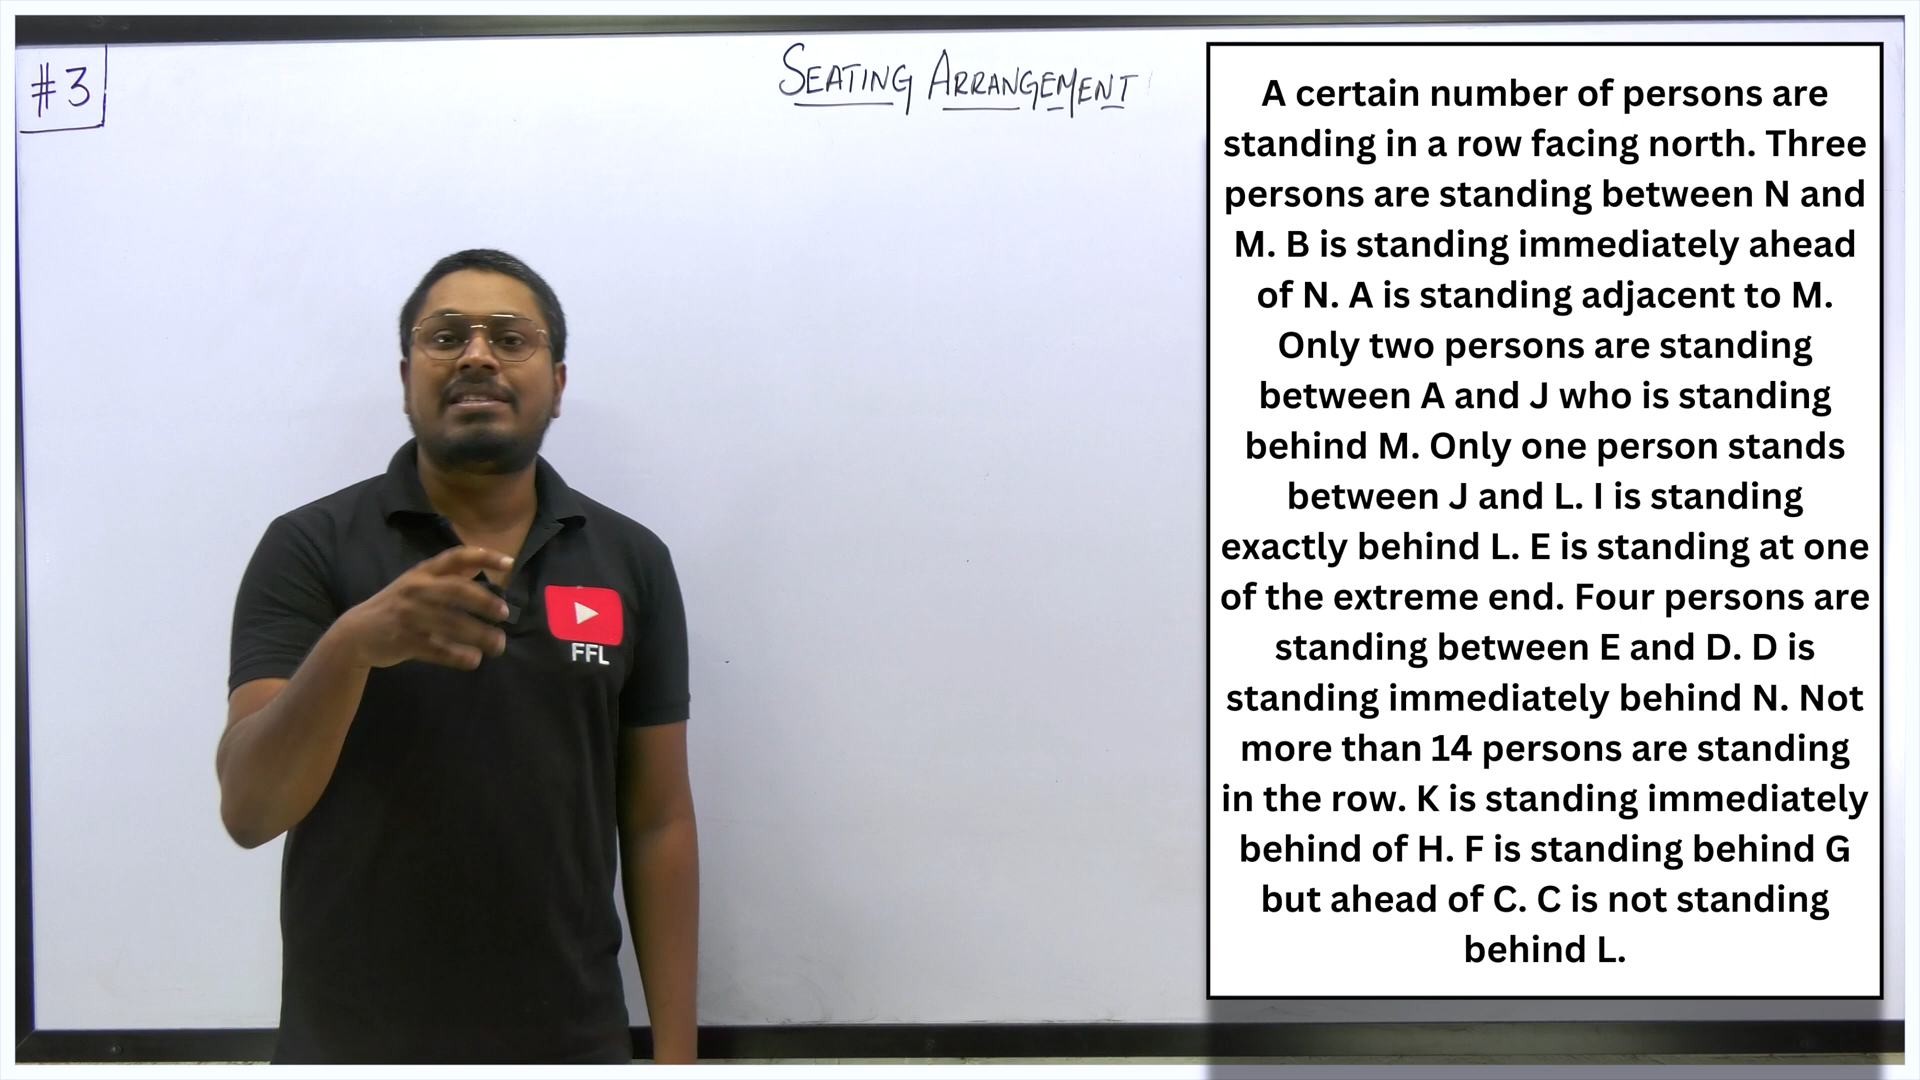 #3
SEATING ARRANGEMENT
A certain number of persons are
standing in a row facing north. Three
persons are standing between N and
M. B is standing immediately ahead
of N. A is standing adjacent to M.
Only two persons are standing
between A and J who is standing
behind M. Only one person stands
between J and L. I is standing
exactly behind L. E is standing at one
of the extreme end. Four persons are
standing between E and D. D is
standing immediately behind N. Not
more than 14 persons are standing
in the row. K is standing immediately
behind of H. F is standing behind G
but ahead of C. C is not standing
behind L.
FFL